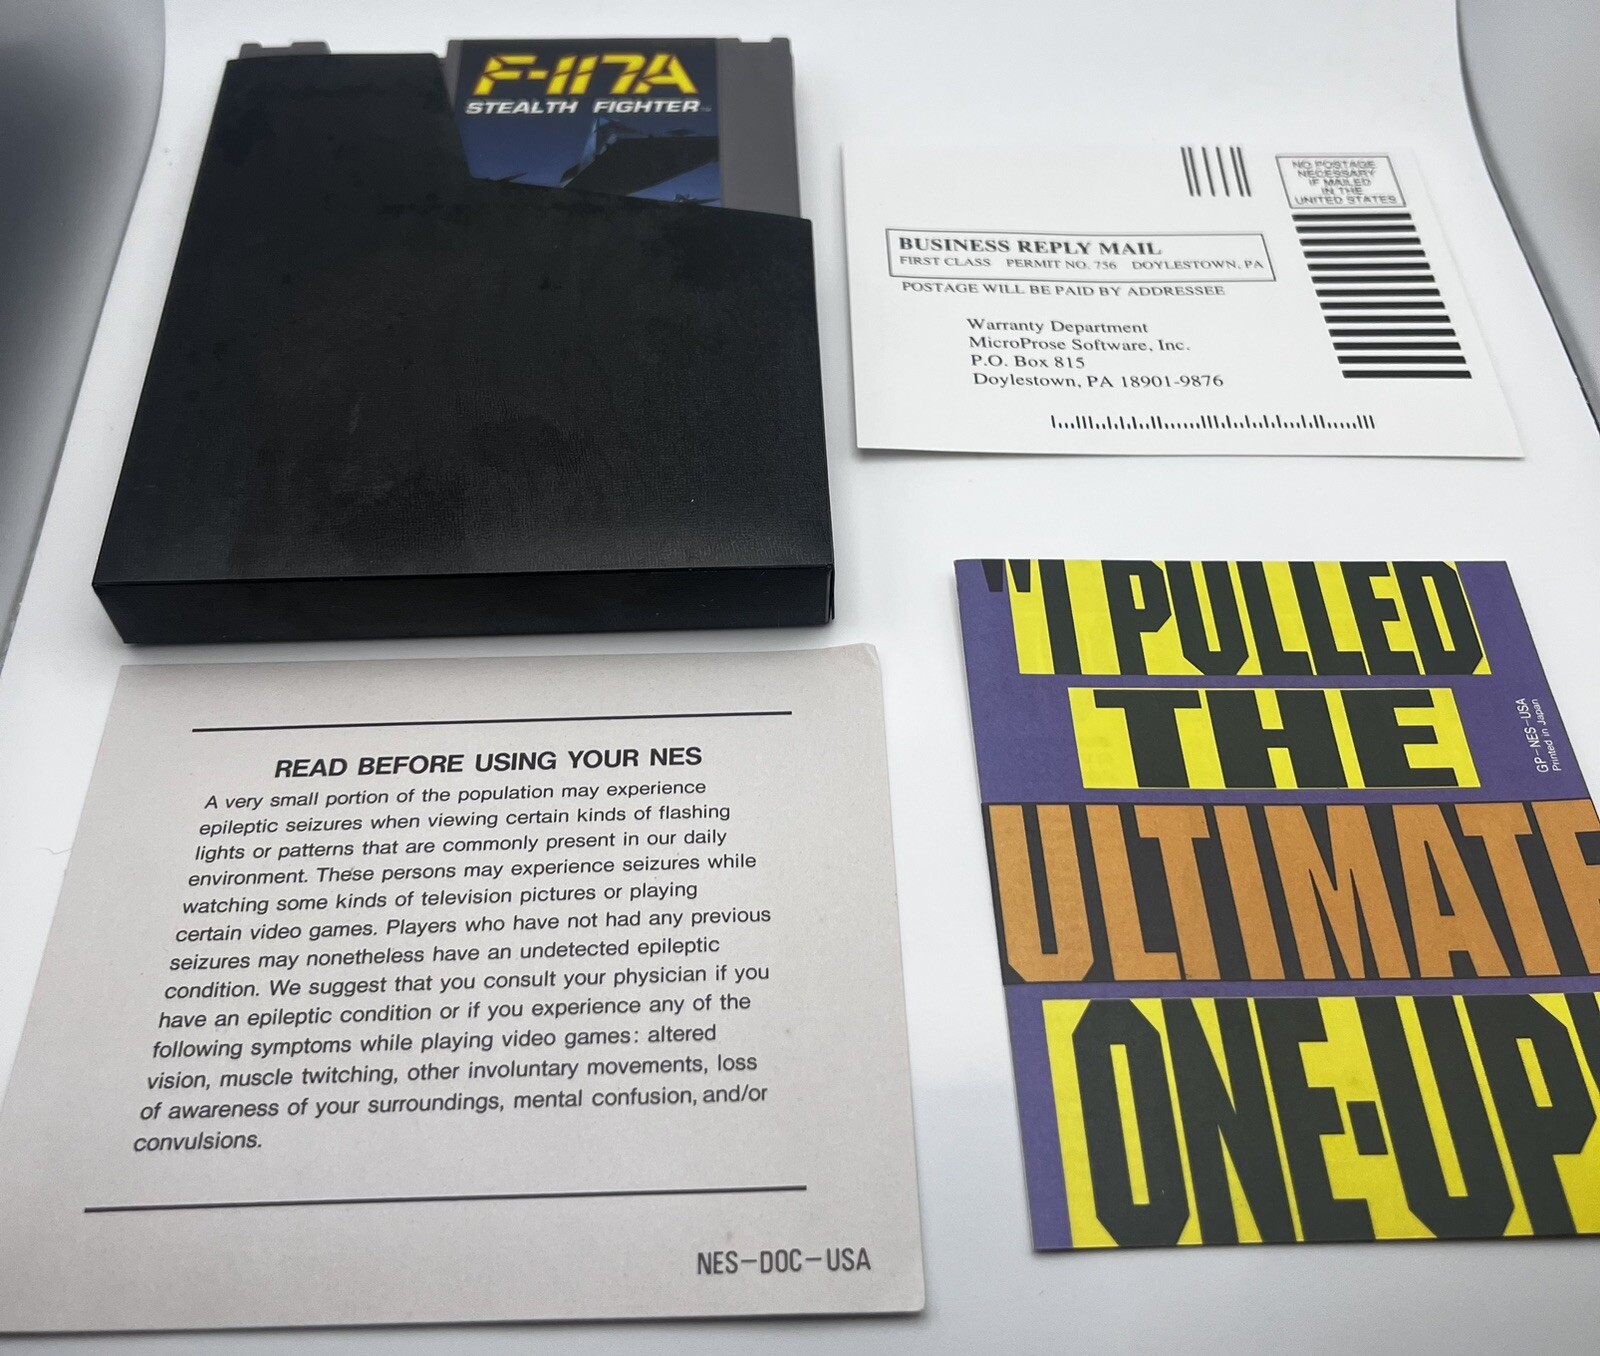 F-117A
STEALTH FIGHTER™
NO POSTAGE
NECESSARY
IF MAILED
IN THE
UNITED STATES
BUSINESS REPLY MAIL
FIRST CLASS PERMIT NO. 756 DOYLESTOWN, PA
POSTAGE WILL BE PAID BY ADDRESSEE
Warranty Department
MicroProse Software, Inc.
P.O. Box 815
Doylestown, PA 18901-9876
READ BEFORE USING YOUR NES
A very small portion of the population may experience
epileptic seizures when viewing certain kinds of flashing
lights or patterns that are commonly present in our daily
environment. These persons may experience seizures while
watching some kinds of television pictures or playing
certain video games. Players who have not had any previous
seizures may nonetheless have an undetected epileptic
condition. We suggest that you consult your physician if you
have an epileptic condition or if you experience any of the
following symptoms while playing video games: altered
vision, muscle twitching, other involuntary movements, loss
of awareness of your surroundings, mental confusion, and/or
convulsions.
NES-DOC-USA
"I PULLED
THE
ULTIMATE
ONE-UP
GP-NES-USA
Printed in Japan